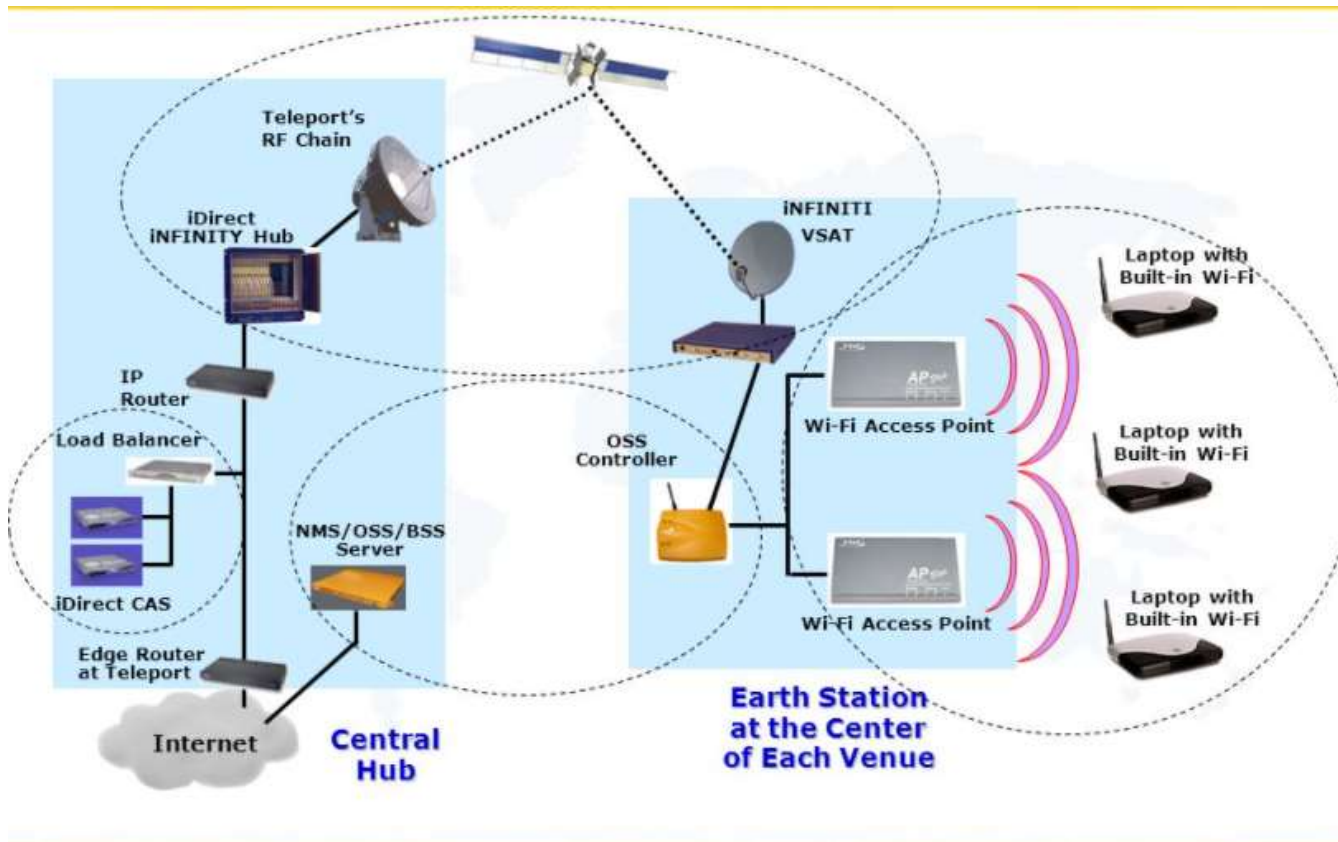 Teleport's
RF Chain
iDirect
iNFINITY Hub
IP
Router
Load Balancer
iDirect CAS
NMS/OSS/BSS
Server
Edge Router
at Teleport
Internet
Central
Hub
iNFINITI
VSAT
OSS
Controller
AP
Wi-Fi Access Point
AP
Wi-Fi Access Point
Earth Station
at the Center
of Each Venue
Laptop with
Built-in Wi-Fi
Laptop with
Built-in Wi-Fi
Laptop with
Built-in Wi-Fi